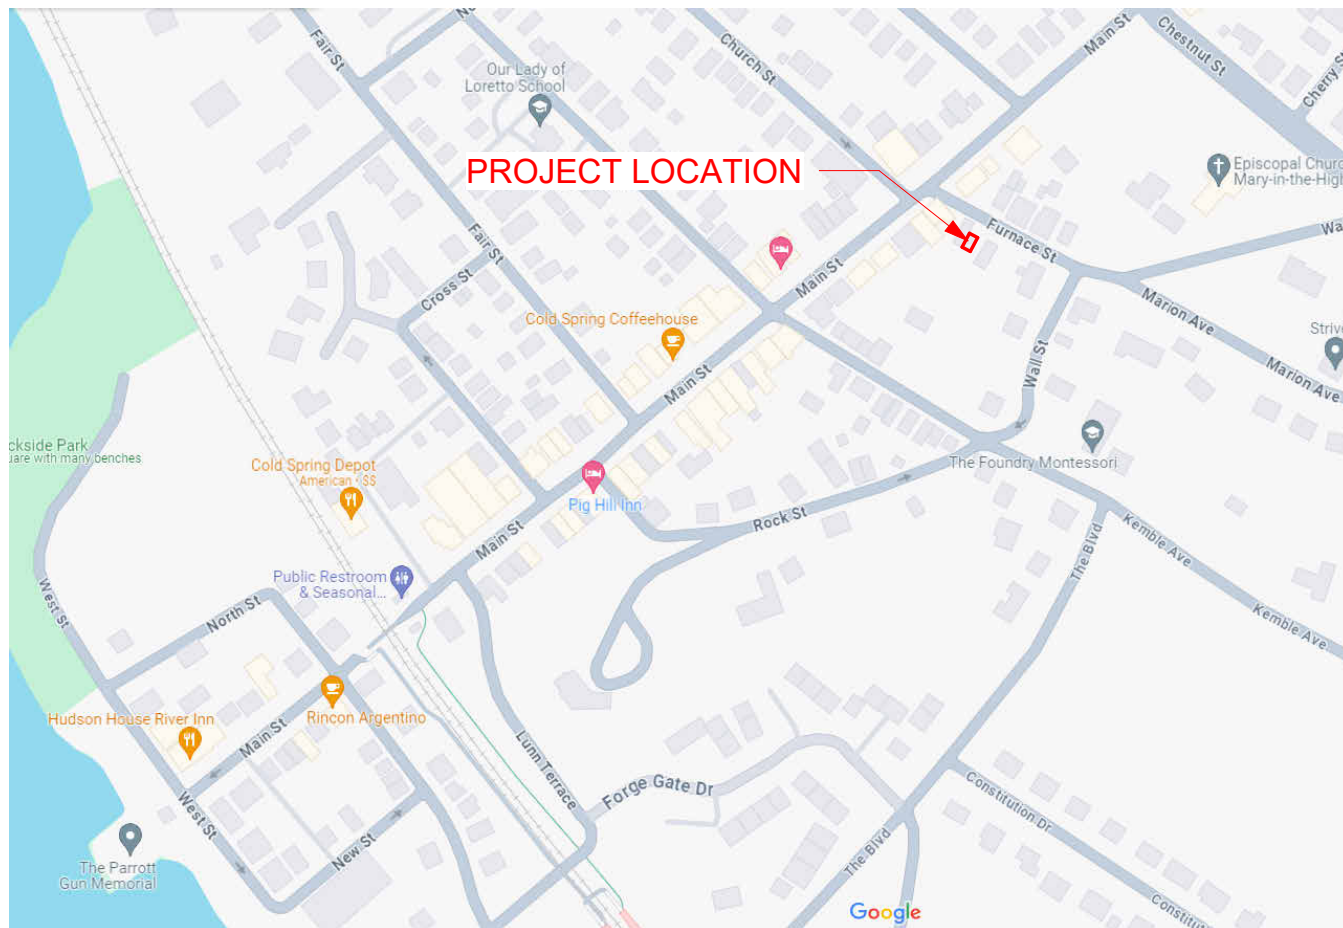 Fair St
No
Church St
Main St
Chestnut St
Cherry St
Our Lady of
Loretto School
PROJECT LOCATION
Episcopal Churc
Mary-in-the-High
Furnace St
Wa
Fair St
Cross St
Main St
Marion Ave
Cold Spring Coffeehouse
Strive
Wall St
Main St
Marion Ave
ckside Park
uare with many benches
Cold Spring Depot
American · $$
The Foundry Montessori
Pig Hill Inn
Rock St
Main St
The Blvd
Kemble Ave
Public Restroom
& Seasonal...
West St
North St
Kemble Ave
Hudson House River Inn
Rincon Argentino
Main St
Lunn Terrace
Forge Gate Dr
West St
Constitution Dr
New St
The Blvd
The Parrott
Gun Memorial
Google
Constitut